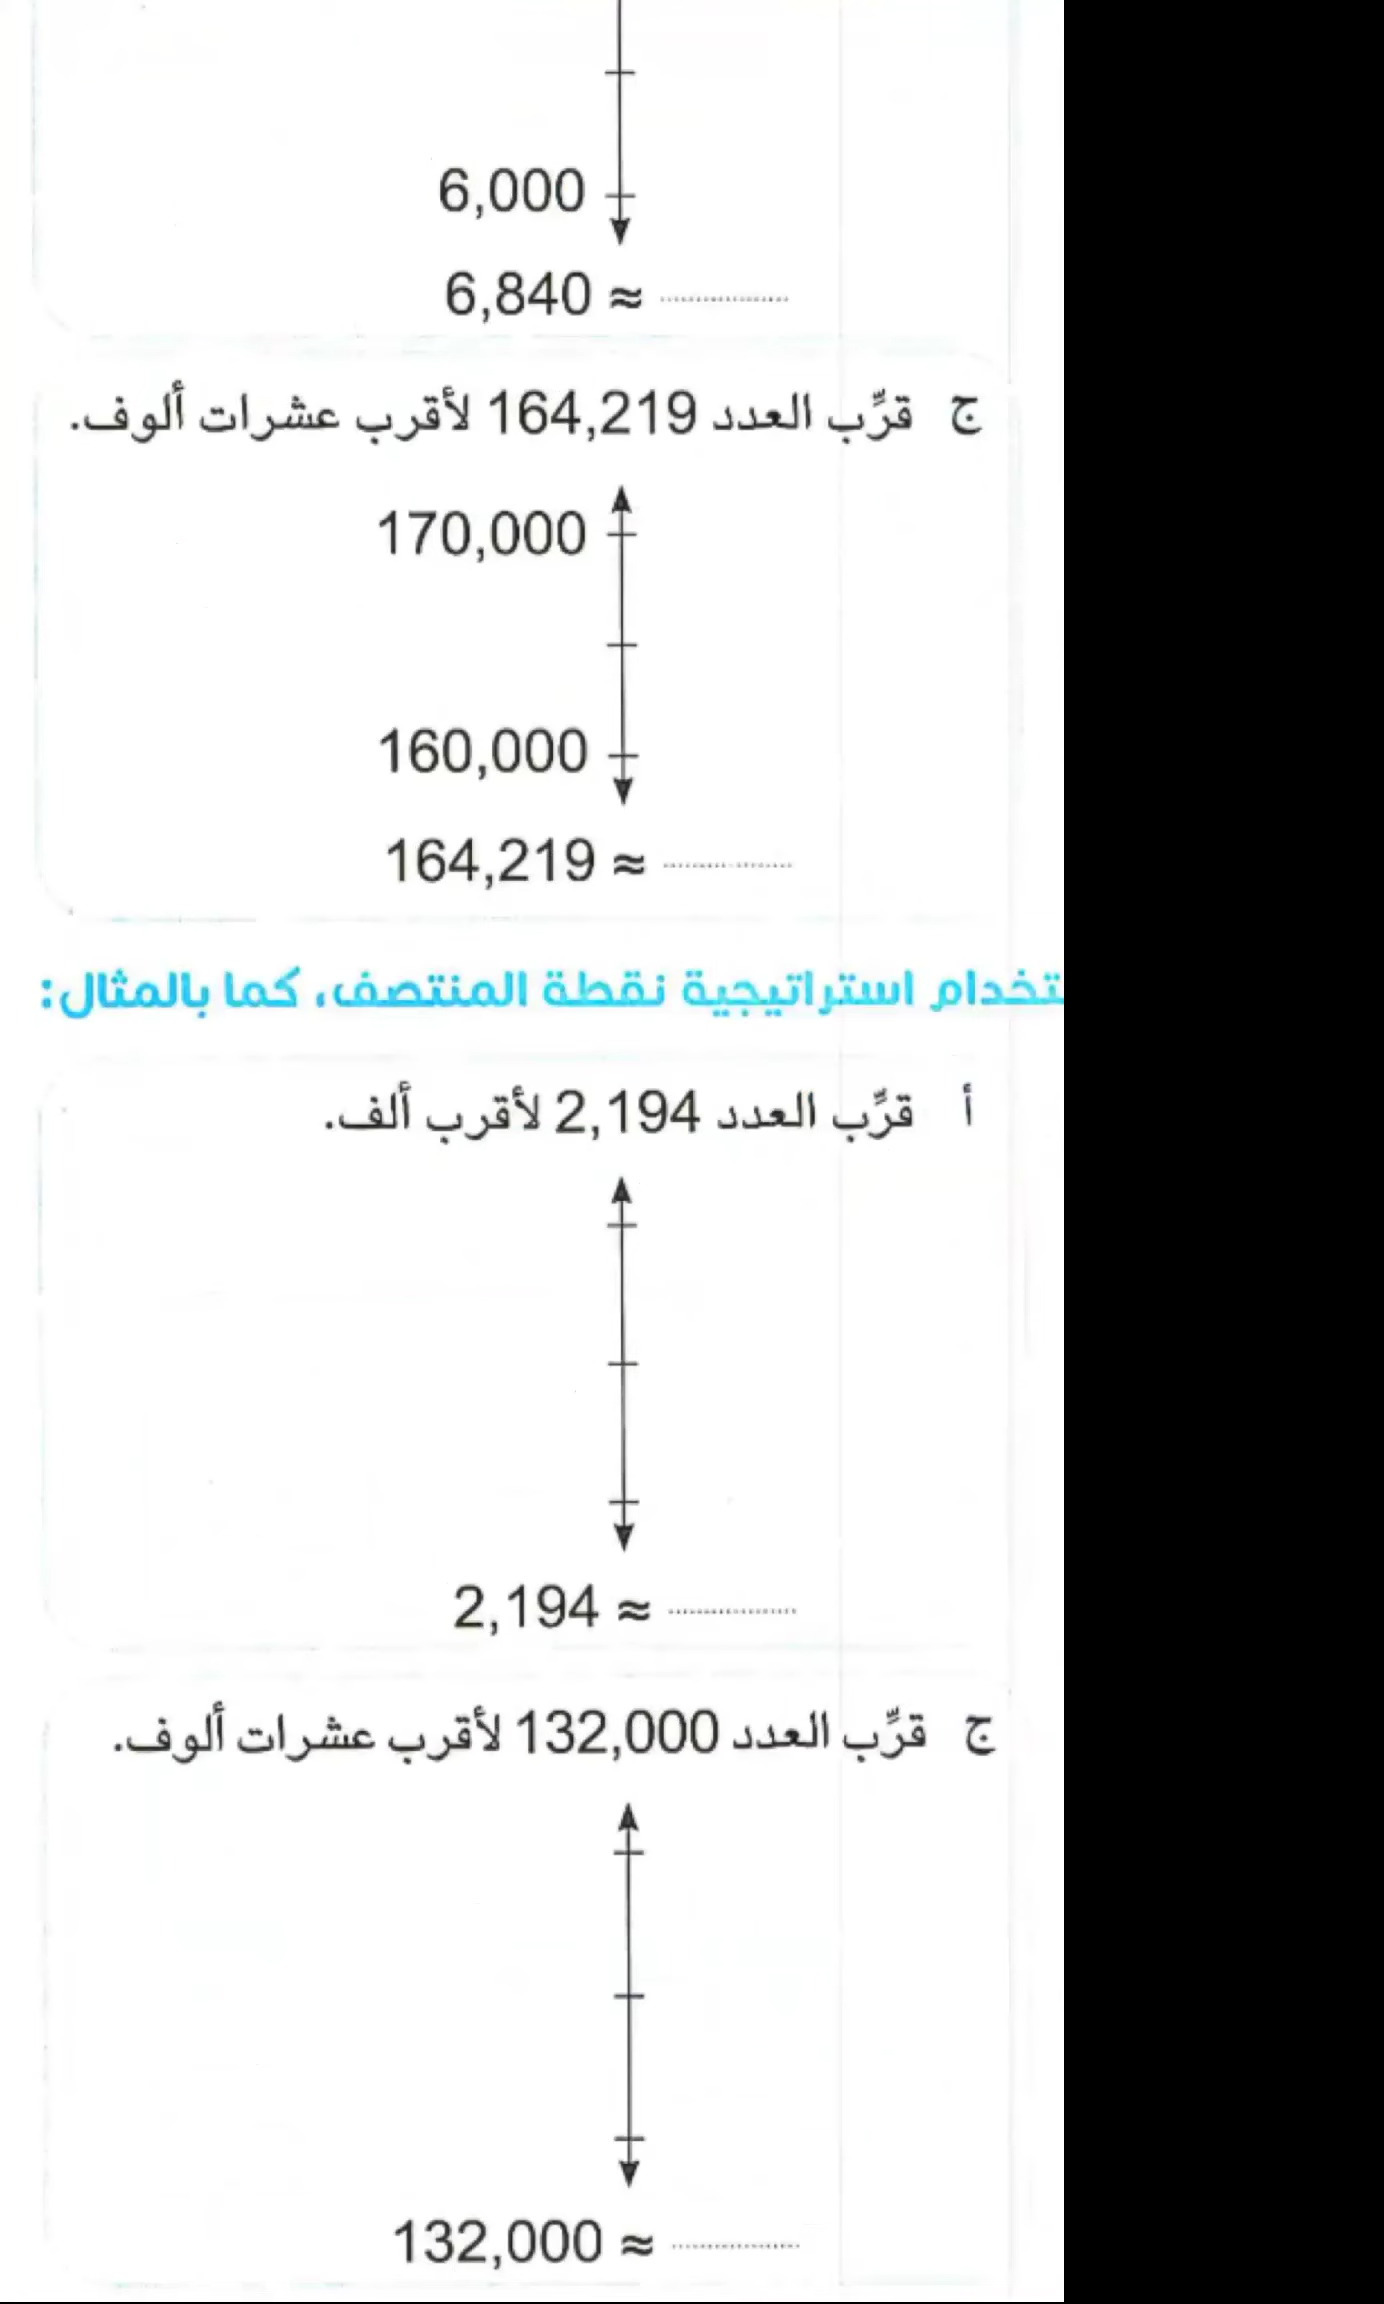 6,000
6,840 ≈ ..................
ج قرِّب العدد 164,219 لأقرب عشرات ألوف.
170,000
160,000
164,219 ≈ ..................
استراتيجية نقطة المنتصف، كما بالمثال:
أ قرِّب العدد 2,194 لأقرب ألف.
2,194 ≈ ..................
ج قرِّب العدد 132,000 لأقرب عشرات ألوف.
132,000 ≈ ..................